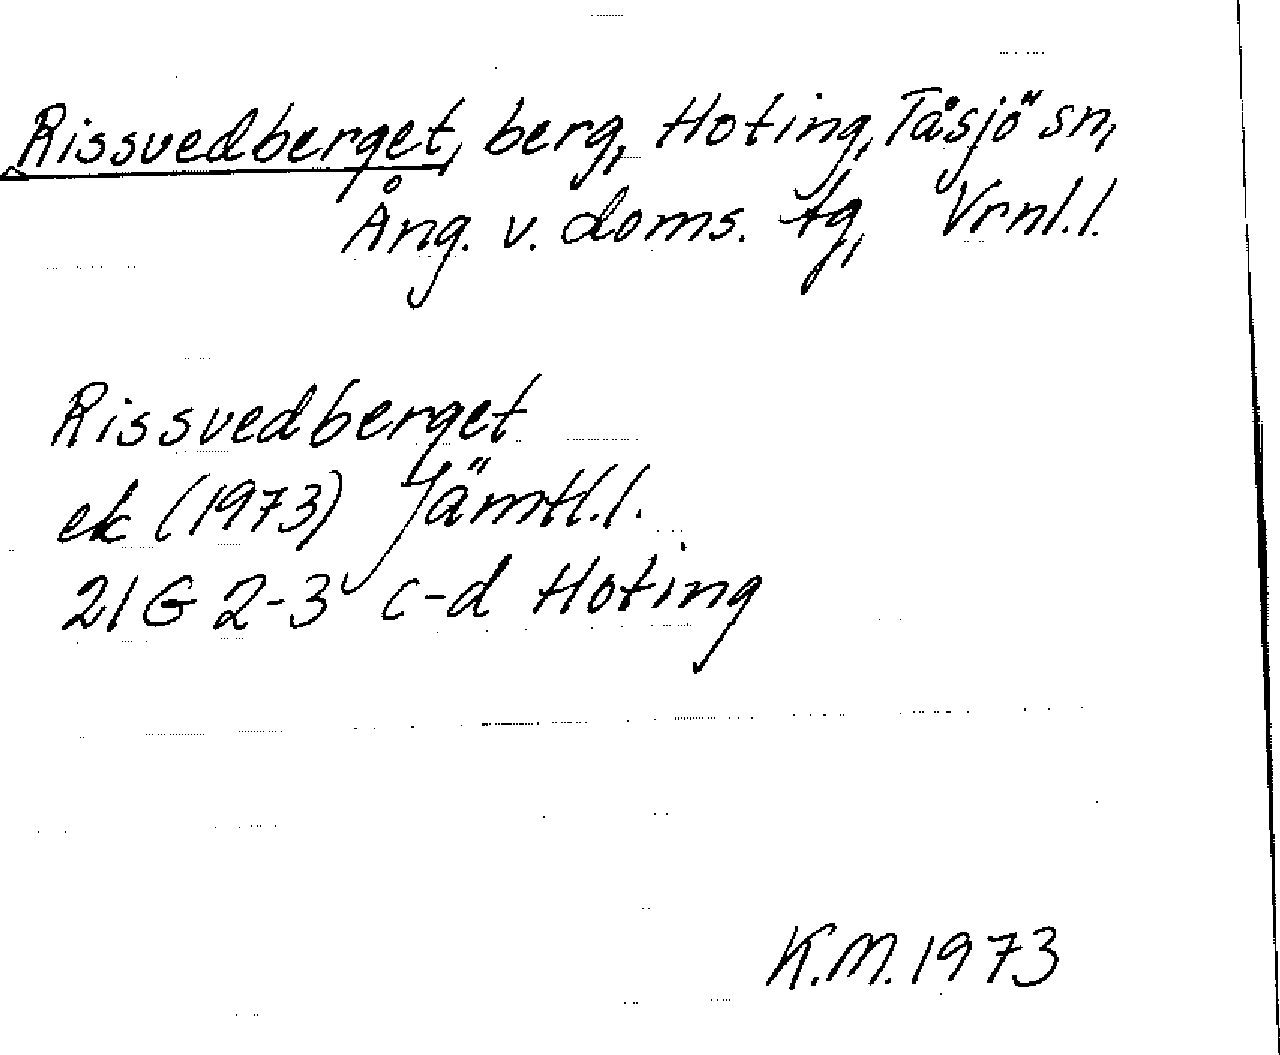 Rissvedberget, berg, Hoting, Tåsjö sn,
Ång. v. doms. tg, Vrnl.l.
Rissvedberget
ek (1973) Jämtl.l.
21G 2-3 c-d Hoting
K.M. 1973